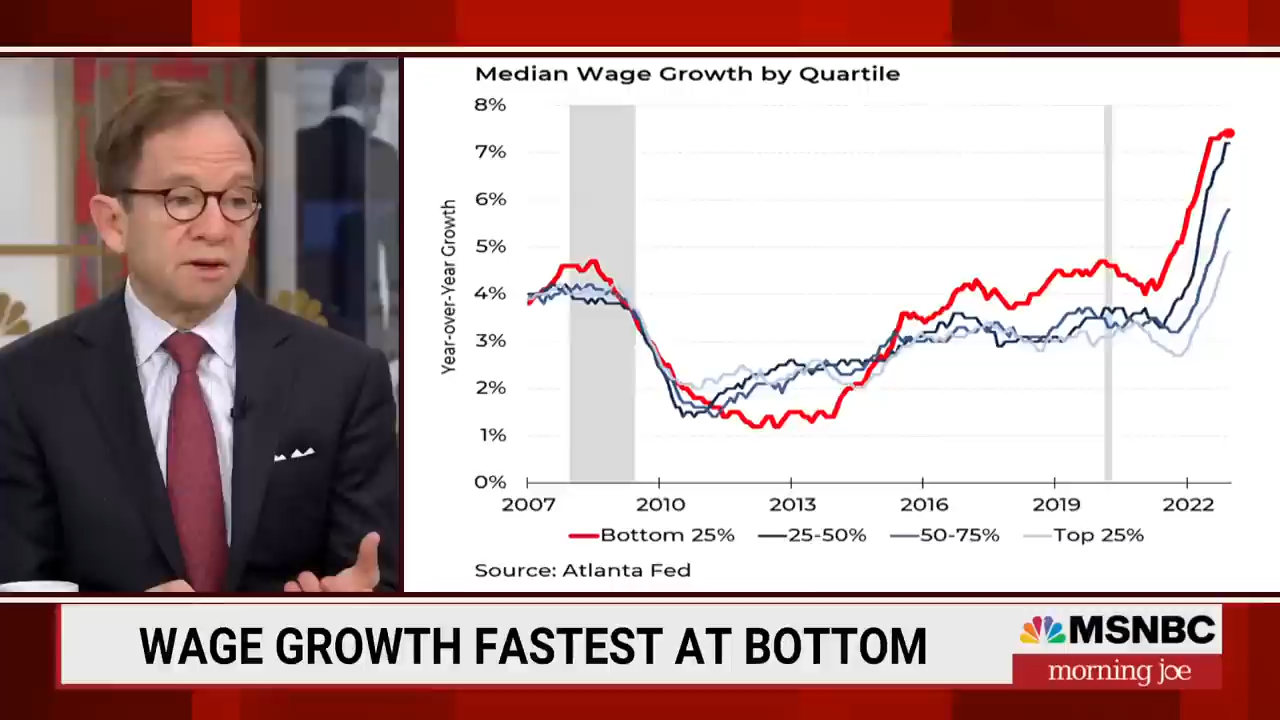 Median Wage Growth by Quartile
8%
7%
6%
5%
4%
3%
2%
1%
0%
Year-over-Year Growth
2007 2010 2013 2016 2019 2022
Bottom 25% 25-50% 50-75% Top 25%
Source: Atlanta Fed
WAGE GROWTH FASTEST AT BOTTOM
MSNBC
morning joe